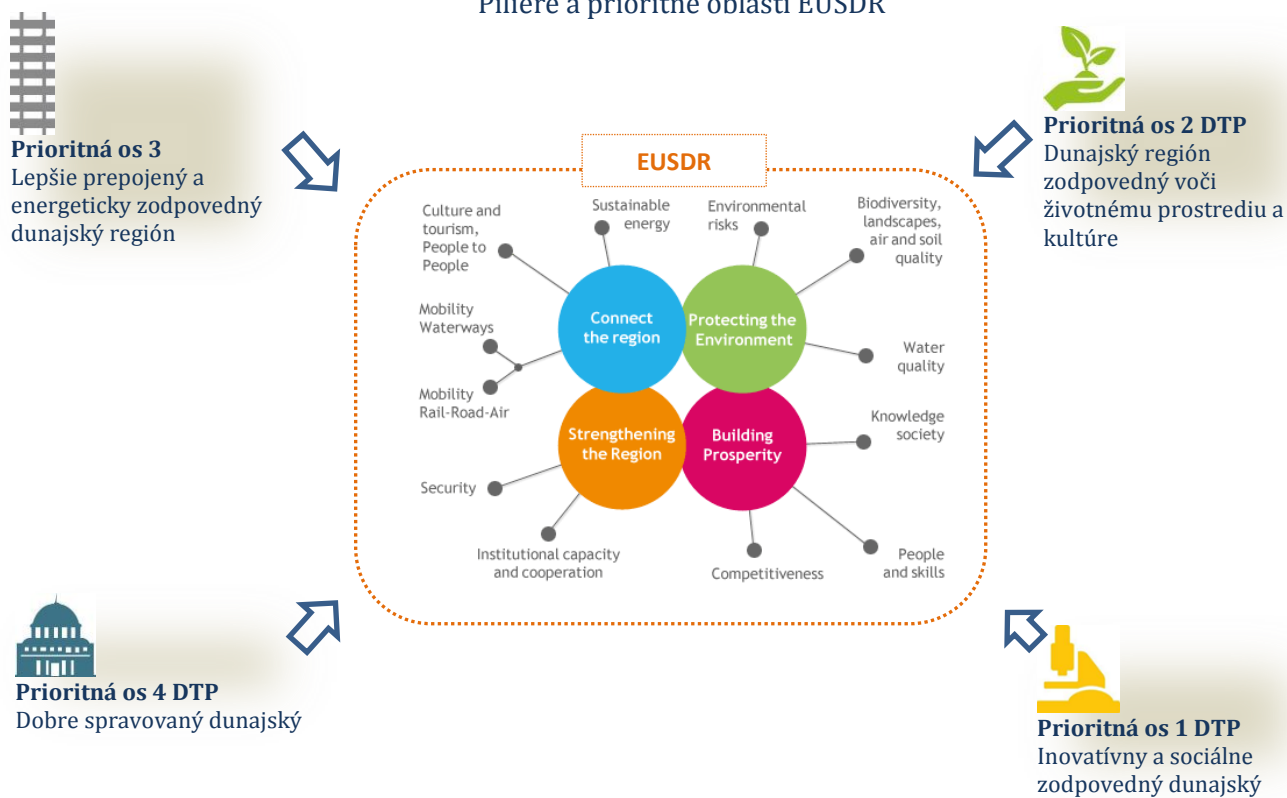 Piliere a prioritné oblasti EUSDR
Prioritná os 3
Lepšie prepojený a
energeticky zodpovedný
dunajský región
Prioritná os 2 DTP
Dunajský región
zodpovedný voči
životnému prostrediu a
kultúre
EUSDR
Culture and
tourism,
People to
People
Sustainable
energy
Environmental
risks
Biodiversity,
landscapes,
air and soil
quality
Mobility
Waterways
Connect
the region
Protecting the
Environment
Water
quality
Mobility
Rail-Road-Air
Strengthening
the Region
Building
Prosperity
Knowledge
society
Security
Institutional capacity
and cooperation
Competitiveness
People
and skills
Prioritná os 4 DTP
Dobre spravovaný dunajský
Prioritná os 1 DTP
Inovatívny a sociálne
zodpovedný dunajský